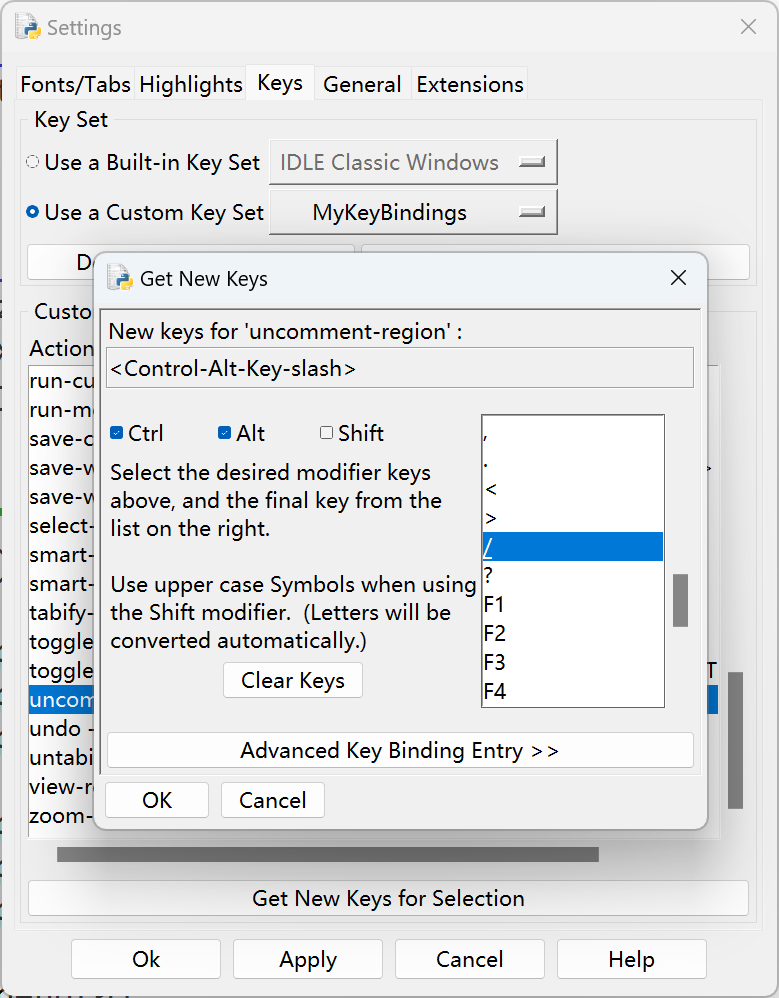 Settings
Fonts/Tabs Highlights Keys General Extensions
Key Set
Use a Built-in Key Set IDLE Classic Windows
Use a Custom Key Set MyKeyBindings
Get New Keys
New keys for 'uncomment-region' :
<Control-Alt-Key-slash>
Ctrl Alt Shift
Select the desired modifier keys
above, and the final key from the
list on the right.
Use upper case Symbols when using
the Shift modifier.  (Letters will be
converted automatically.)
Clear Keys
,
.
<
>
/
?
F1
F2
F3
F4
Advanced Key Binding Entry >>
OK Cancel
Custo
Action
run-cu
run-m
save-c
save-w
save-w
select-
smart-
smart-
tabify-
toggle
toggle
uncom
undo -
untabi
view-r
zoom-
Get New Keys for Selection
Ok Apply Cancel Help